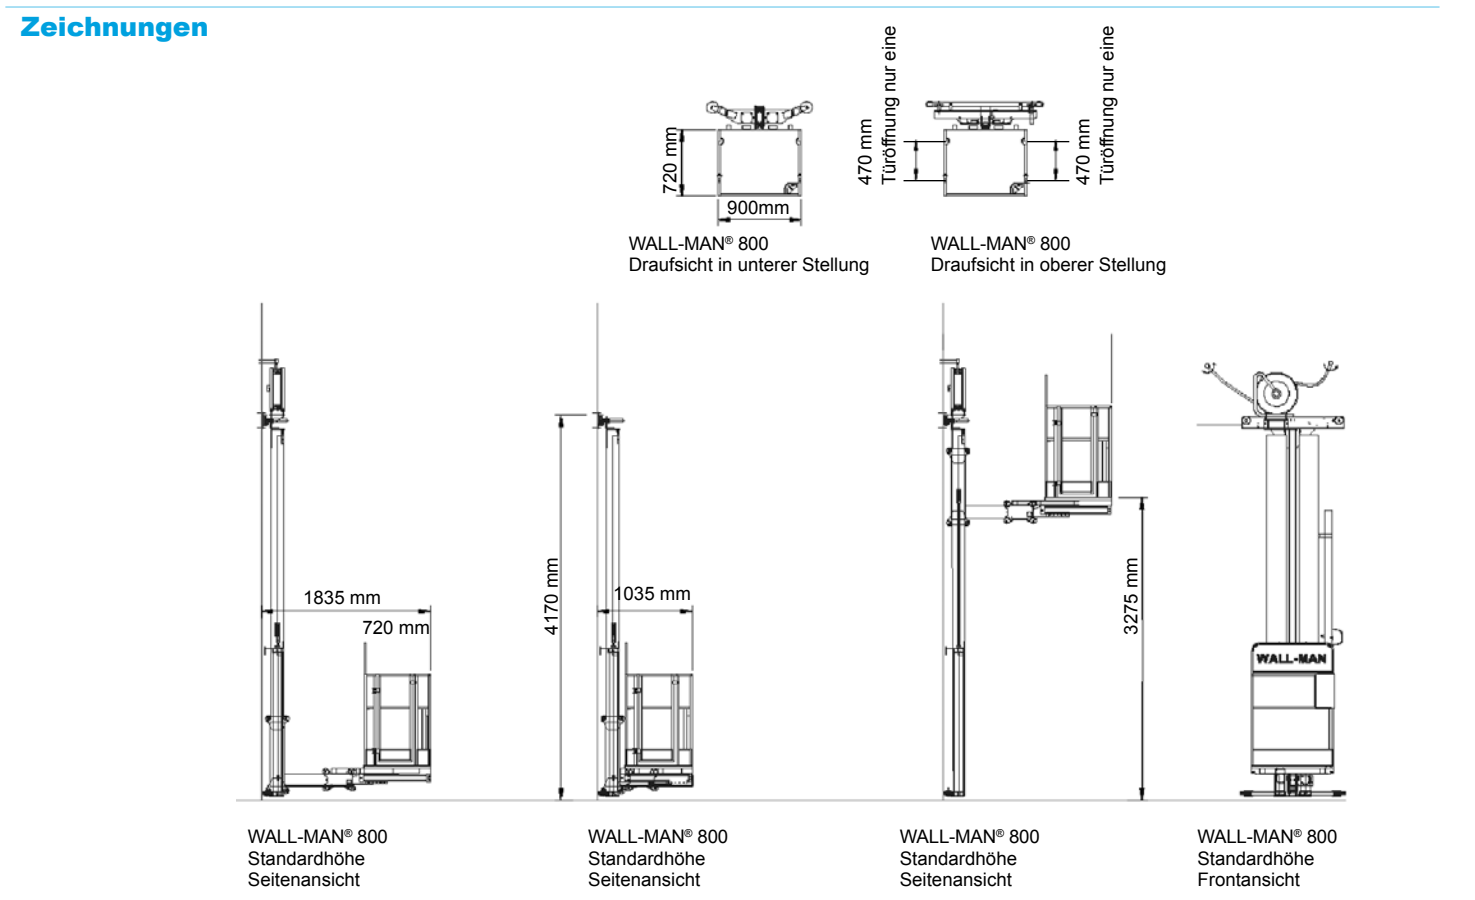 Zeichnungen
720 mm
900mm
470 mm
Türöffnung nur eine
470 mm
Türöffnung nur eine
WALL-MAN® 800
Draufsicht in unterer Stellung
WALL-MAN® 800
Draufsicht in oberer Stellung
1835 mm
720 mm
4170 mm
1035 mm
3275 mm
WALL-MAN
WALL-MAN® 800
Standardhöhe
Seitenansicht
WALL-MAN® 800
Standardhöhe
Seitenansicht
WALL-MAN® 800
Standardhöhe
Seitenansicht
WALL-MAN® 800
Standardhöhe
Frontansicht